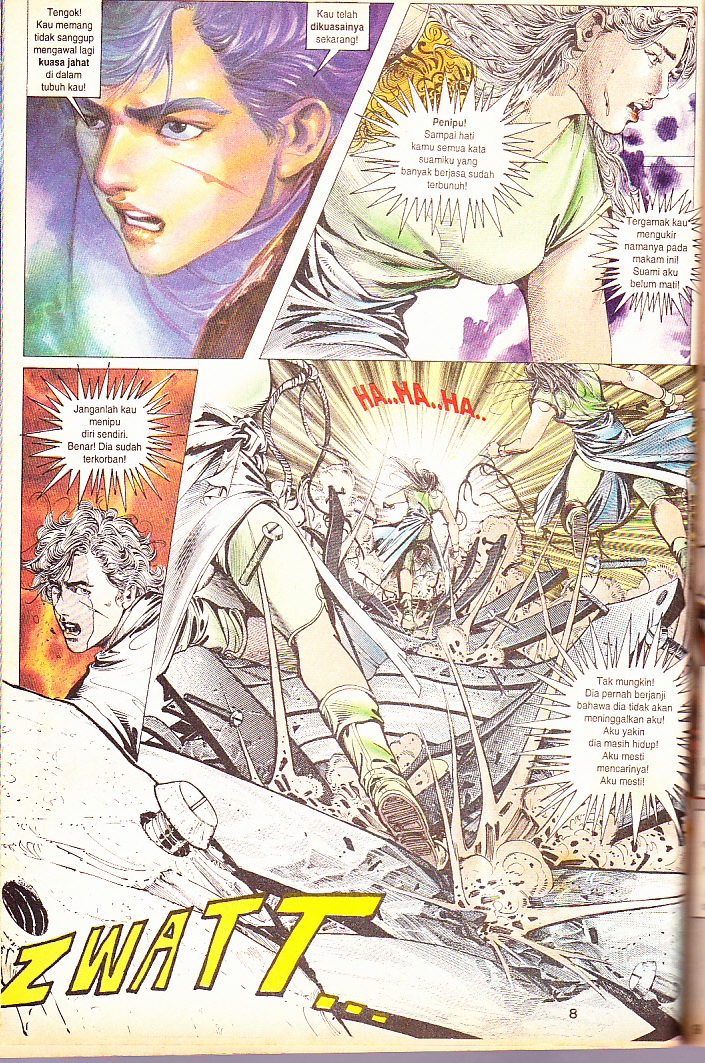 Tengok!
Kau memang
tidak sanggup
mengawal lagi
kuasa jahat
di dalam
tubuh kau!
Kau telah
dikuasainya
sekarang!
Penipu!
Sampai hati
kamu semua kata
suamiku yang
banyak berjasa sudah
terbunuh!
Tergamak kau
mengukir
namanya pada
makam ini!
Suami aku
belum mati!
Janganlah kau
menipu
diri sendiri.
Benar! Dia sudah
terkorban!
HA..HA..HA..
Tak mungkin!
Dia pernah berjanji
bahawa dia tidak akan
meninggalkan aku!
Aku yakin
dia masih hidup!
Aku mesti
mencarinya!
Aku mesti!
ZWATT...
8